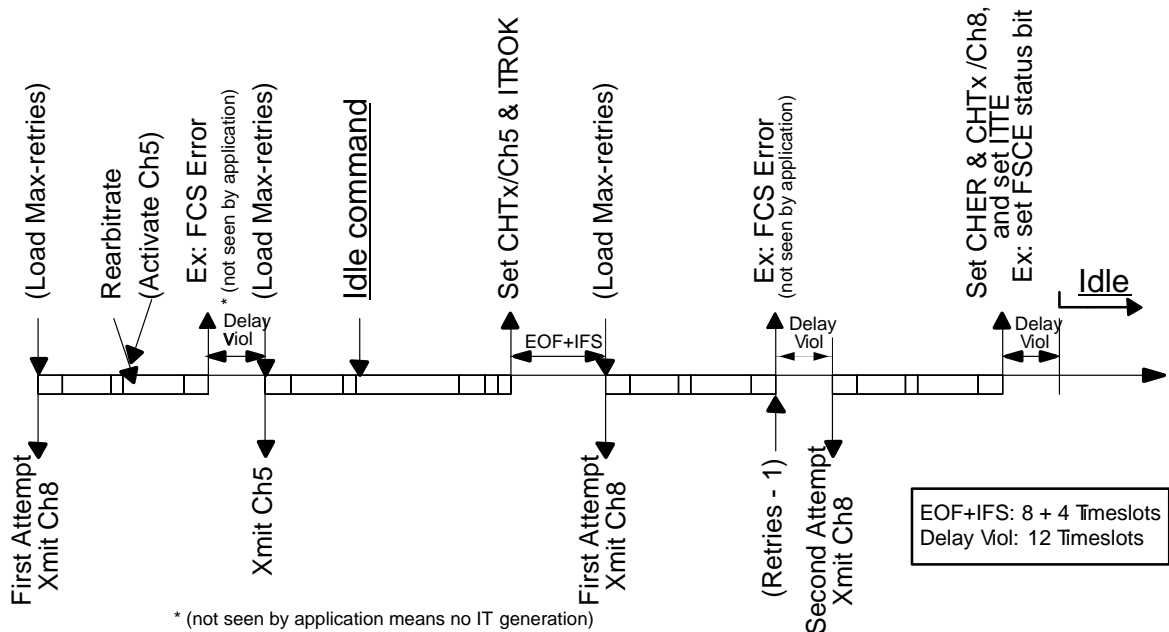 (Load Max-retries)
Rearbitrate
(Activate Ch5)
Ex: FCS Error
* (not seen by application)
(Load Max-retries)
Idle command
Set CHTx/Ch5 & ITROK
(Load Max-retries)
Ex: FCS Error
(not seen by application)
Set CHER & CHTx /Ch8,
and set ITTE
Ex: set FSCE status bit
Idle
Delay
Viol
EOF+IFS
Delay
Viol
Delay
Viol
First Attempt
Xmit Ch8
Xmit Ch5
First Attempt
Xmit Ch8
(Retries - 1)
Second Attempt
Xmit Ch8
EOF+IFS: 8 + 4 Timeslots
Delay Viol: 12 Timeslots
* (not seen by application means no IT generation)